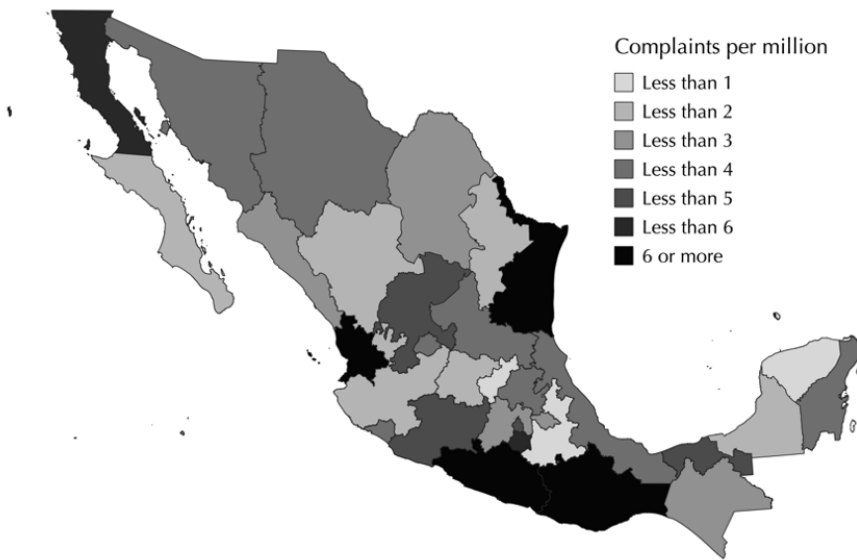 Complaints per million
Less than 1
Less than 2
Less than 3
Less than 4
Less than 5
Less than 6
6 or more